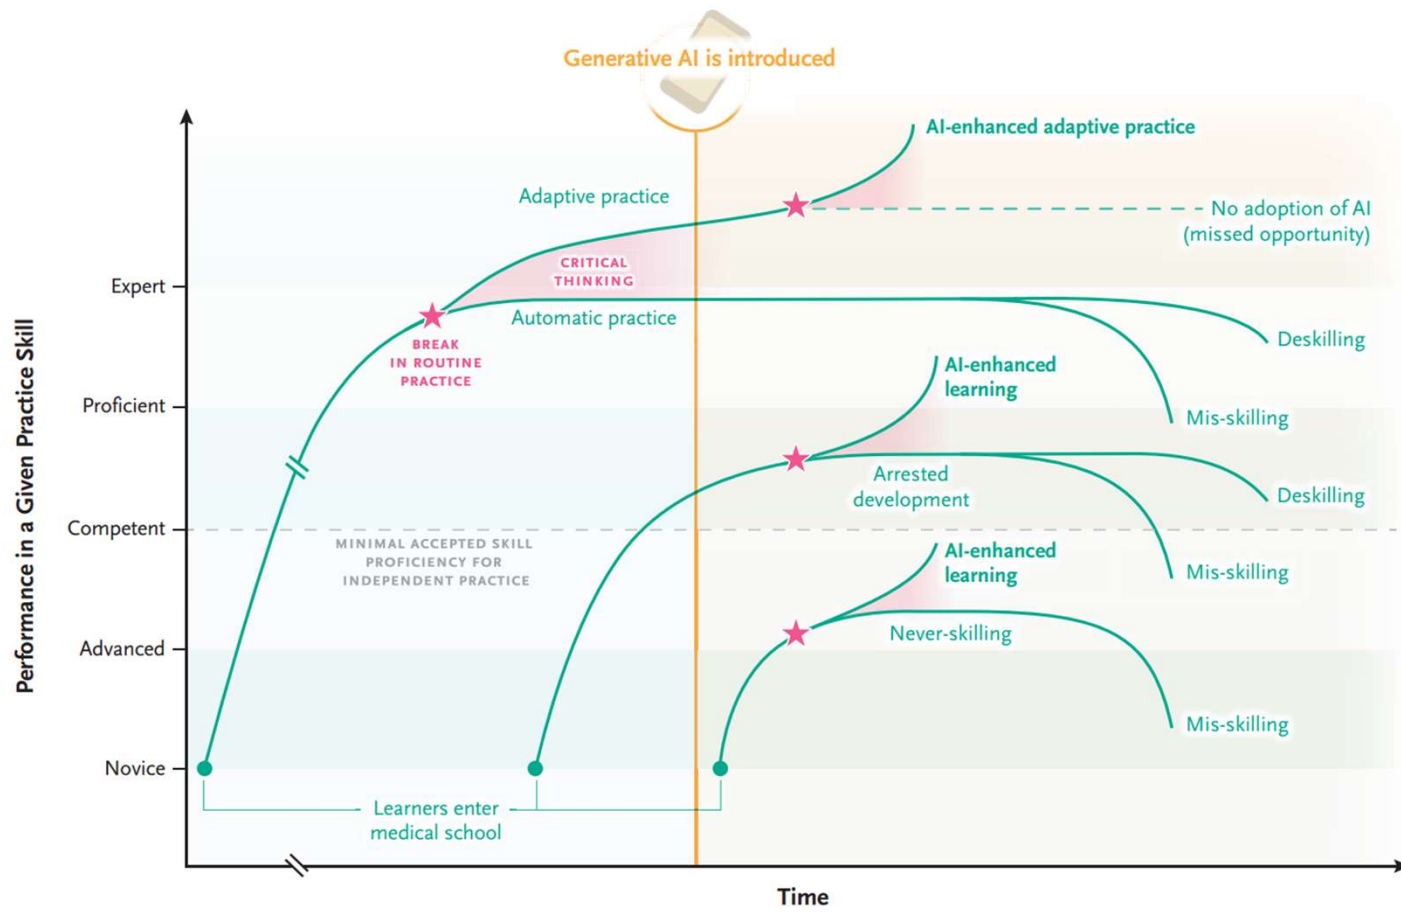 Generative AI is introduced
AI-enhanced adaptive practice
Adaptive practice
No adoption of AI
(missed opportunity)
CRITICAL
THINKING
Expert
Automatic practice
BREAK
IN ROUTINE
PRACTICE
Deskilling
AI-enhanced
learning
Proficient
Mis-skilling
Arrested
development
Deskilling
Competent
MINIMAL ACCEPTED SKILL
PROFICIENCY FOR
INDEPENDENT PRACTICE
AI-enhanced
learning
Mis-skilling
Never-skilling
Advanced
Mis-skilling
Novice
Learners enter
medical school
Performance in a Given Practice Skill
Time